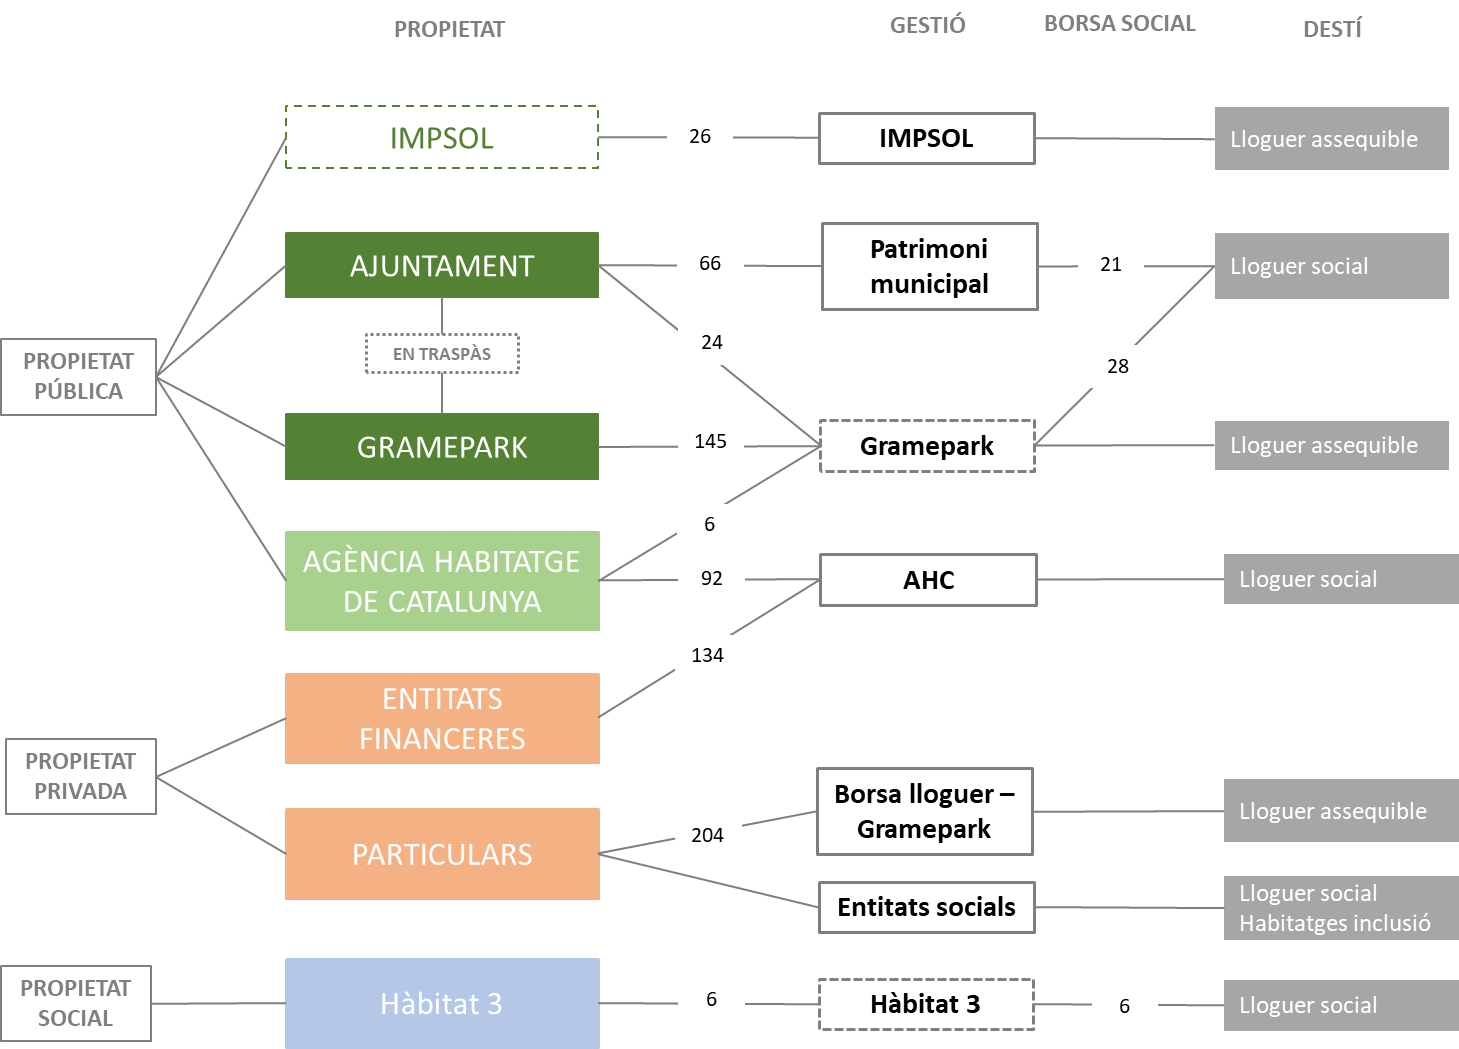 PROPIETAT
GESTIÓ
BORSA SOCIAL
DESTÍ
IMPSOL
26
IMPSOL
Lloguer assequible
AJUNTAMENT
66
Patrimoni
municipal
21
Lloguer social
EN TRASPÀS
24
28
PROPIETAT
PÚBLICA
GRAMEPARK
145
Gramepark
Lloguer assequible
6
AGÈNCIA HABITATGE
DE CATALUNYA
92
AHC
Lloguer social
134
ENTITATS
FINANCERES
PROPIETAT
PRIVADA
PARTICULARS
204
Borsa lloguer –
Gramepark
Lloguer assequible
Entitats socials
Lloguer social
Habitatges inclusió
PROPIETAT
SOCIAL
Hàbitat 3
6
Hàbitat 3
6
Lloguer social